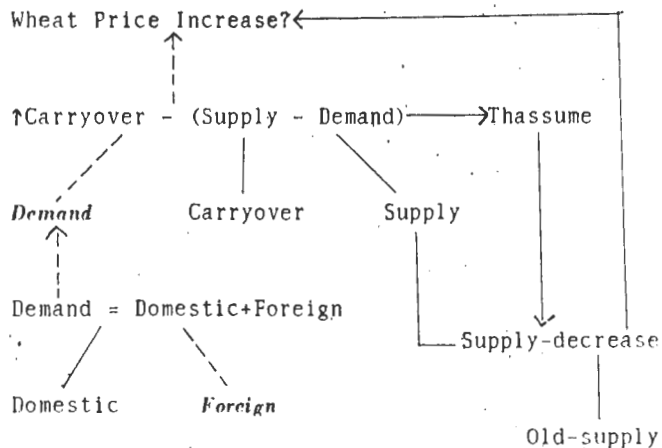 Wheat Price Increase?
↑Carryover - (Supply - Demand) Thassume
Demand Carryover Supply
Demand = Domestic+Foreign
Supply-decrease
Domestic Foreign
Old-supply